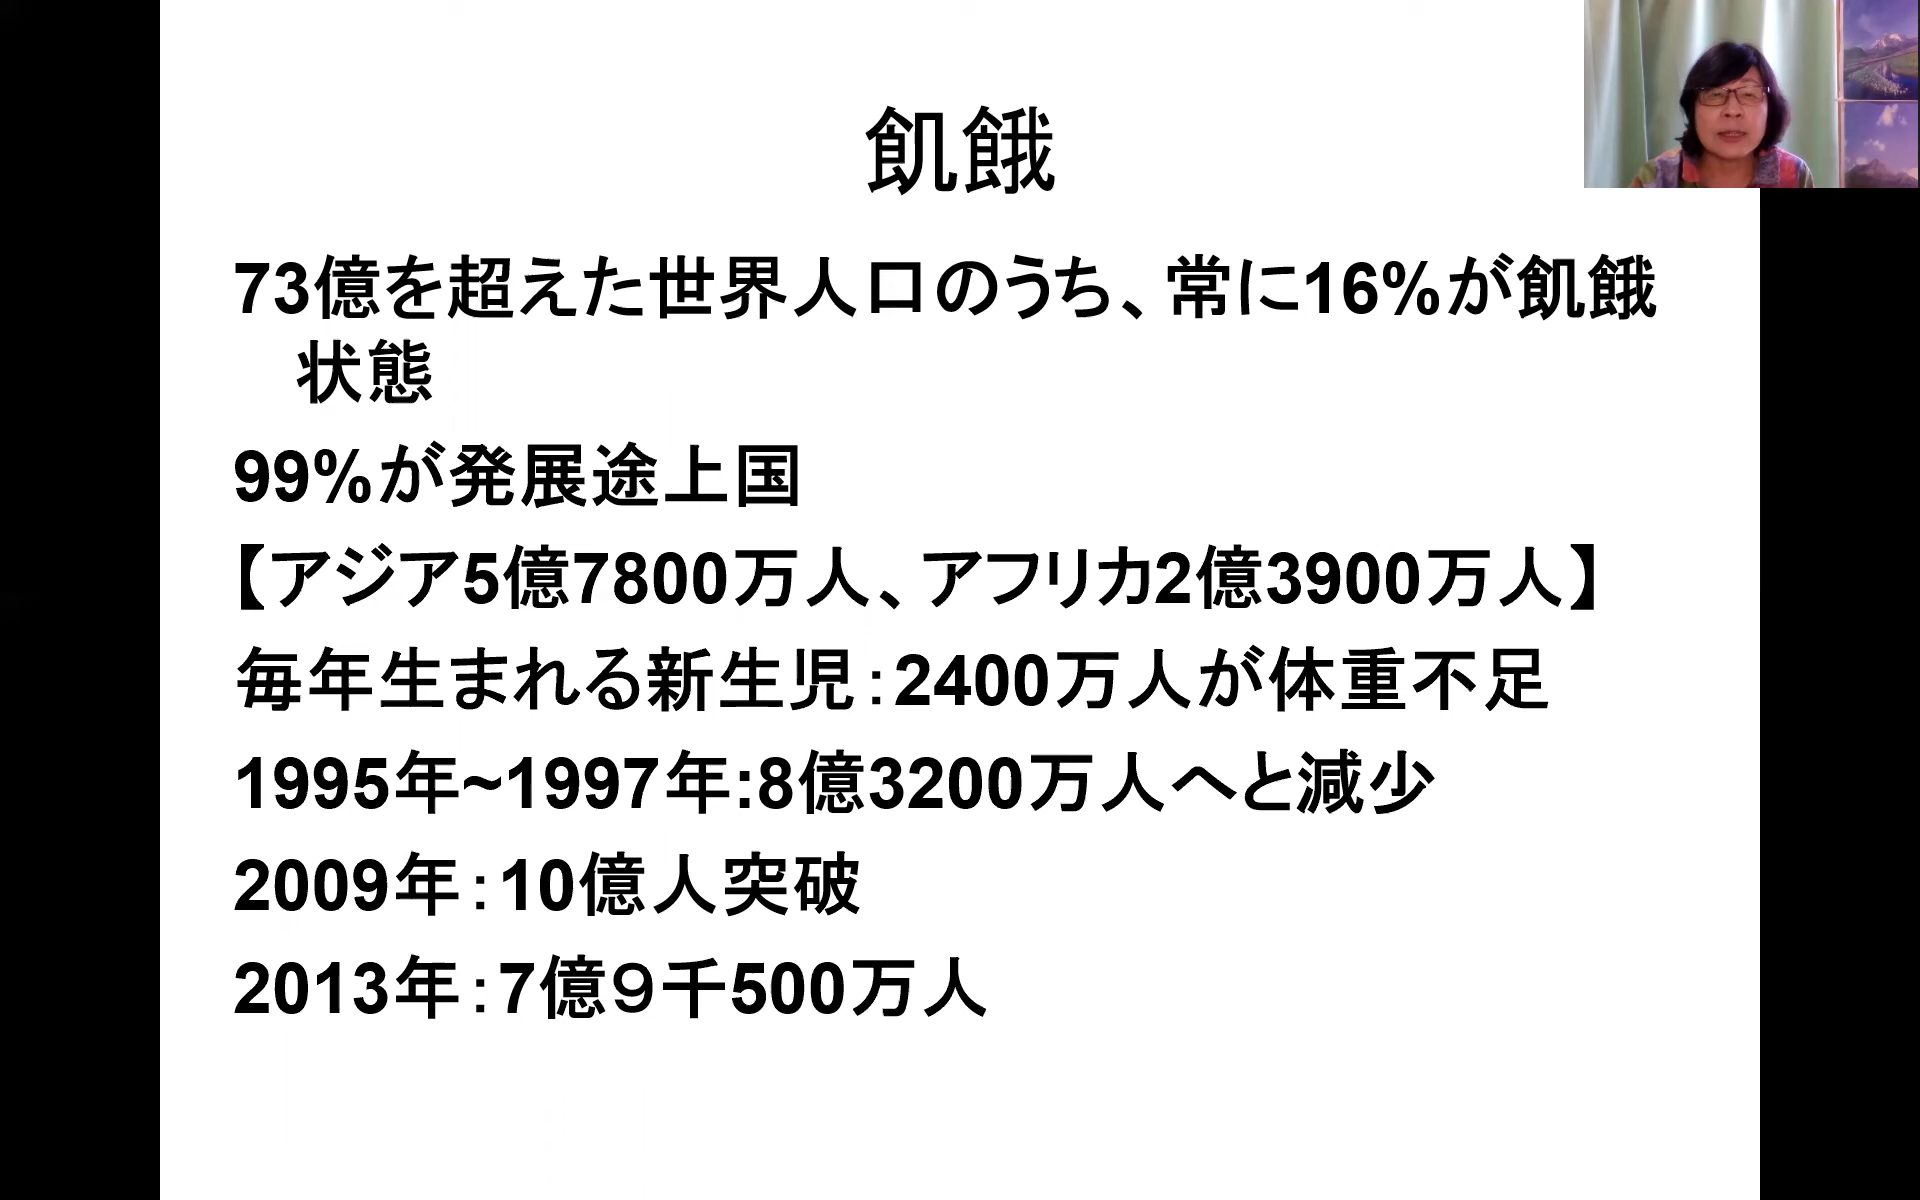 飢餓
73億を超えた世界人口のうち、常に16%が飢餓
状態
99%が発展途上国
【アジア5億7800万人、アフリカ2億3900万人】
毎年生まれる新生児：2400万人が体重不足
1995年~1997年:8億3200万人へと減少
2009年：10億人突破
2013年：7億９千500万人